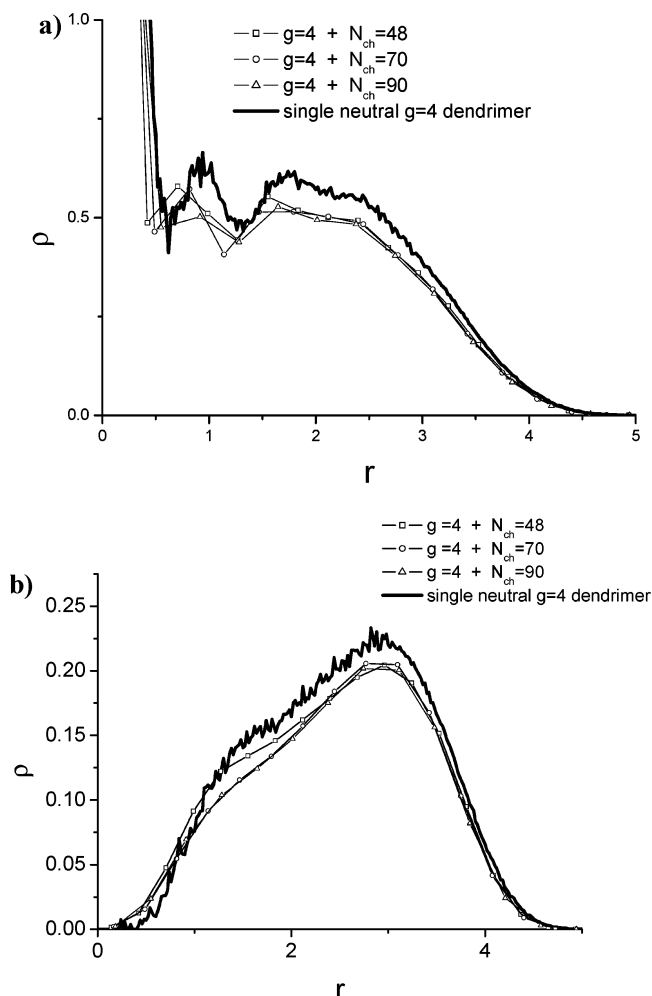 a)
g=4 + N_ch=48
g=4 + N_ch=70
g=4 + N_ch=90
single neutral g=4 dendrimer
1.0
0.5
0.0
ρ
0 1 2 3 4 5
r
b)
g =4 + N_ch=48
g =4 + N_ch=70
g =4 + N_ch=90
single neutral g=4 dendrimer
0.25
0.20
0.15
0.10
0.05
0.00
ρ
0 2 4
r